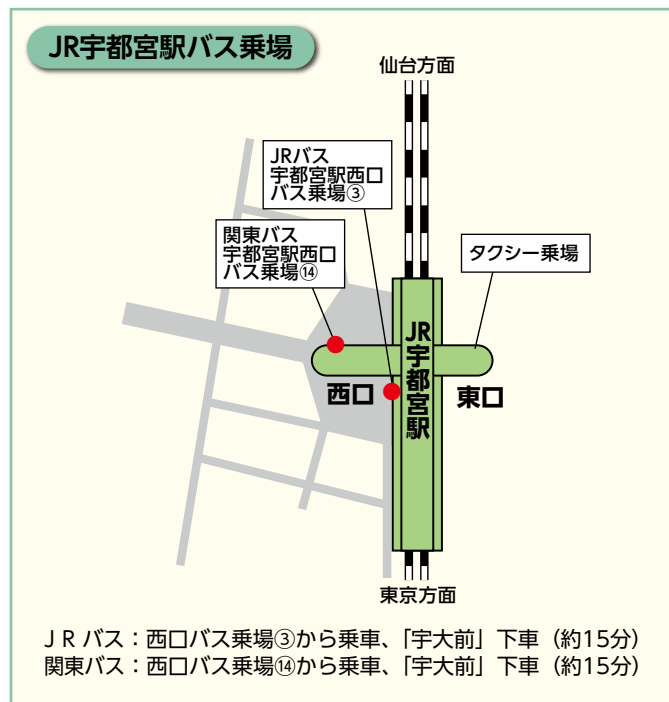 JR宇都宮駅バス乗場
仙台方面
JRバス
宇都宮駅西口
バス乗場③
関東バス
宇都宮駅西口
バス乗場⑭
タクシー乗場
JR宇都宮駅
西口
東口
東京方面
JRバス：西口バス乗場③から乗車、「宇大前」下車（約15分）
関東バス：西口バス乗場⑭から乗車、「宇大前」下車（約15分）